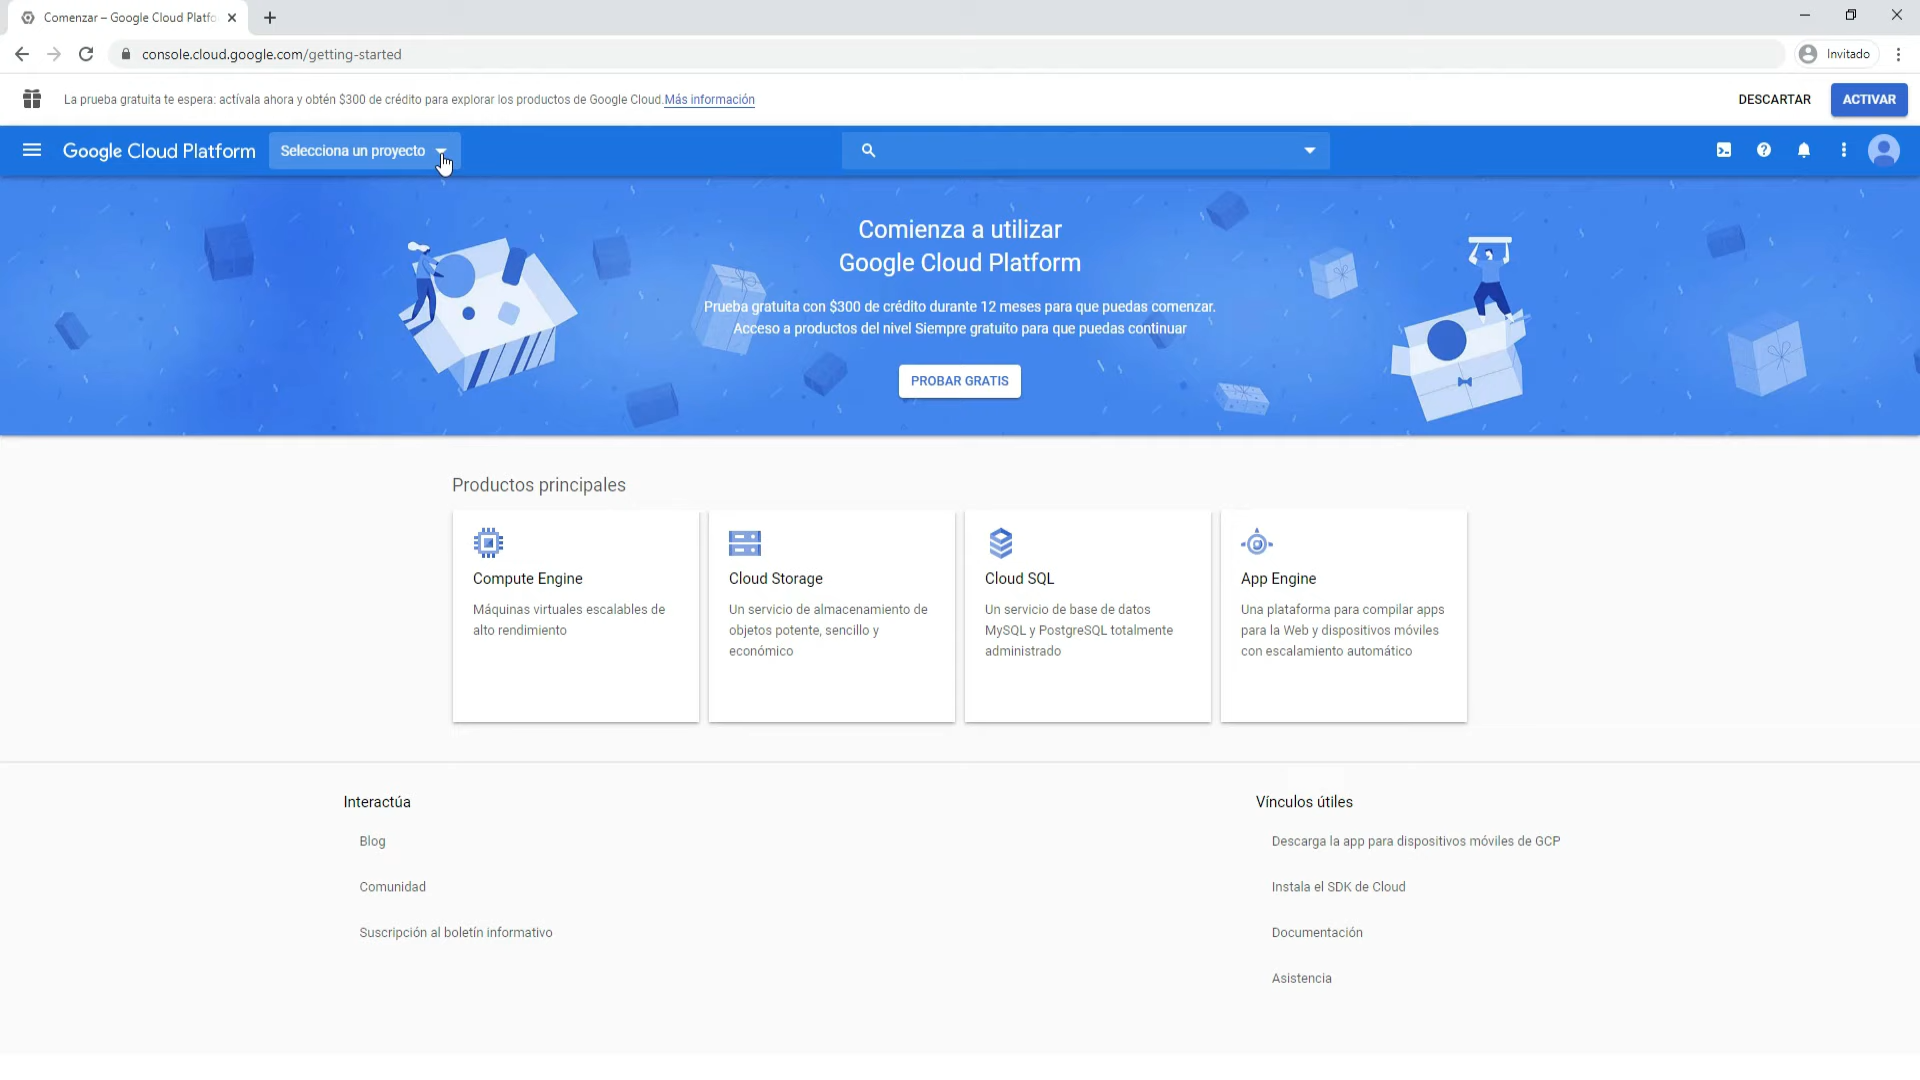 Comenzar – Google Cloud Platfo
console.cloud.google.com/getting-started
Invitado
La prueba gratuita te espera: actívala ahora y obtén $300 de crédito para explorar los productos de Google Cloud. Más información
DESCARTAR
ACTIVAR
Google Cloud Platform
Selecciona un proyecto
Comienza a utilizar
Google Cloud Platform
Prueba gratuita con $300 de crédito durante 12 meses para que puedas comenzar.
Acceso a productos del nivel Siempre gratuito para que puedas continuar
PROBAR GRATIS
Productos principales
Compute Engine
Máquinas virtuales escalables de
alto rendimiento
Cloud Storage
Un servicio de almacenamiento de
objetos potente, sencillo y
económico
Cloud SQL
Un servicio de base de datos
MySQL y PostgreSQL totalmente
administrado
App Engine
Una plataforma para compilar apps
para la Web y dispositivos móviles
con escalamiento automático
Interactúa
Blog
Comunidad
Suscripción al boletín informativo
Vínculos útiles
Descarga la app para dispositivos móviles de GCP
Instala el SDK de Cloud
Documentación
Asistencia